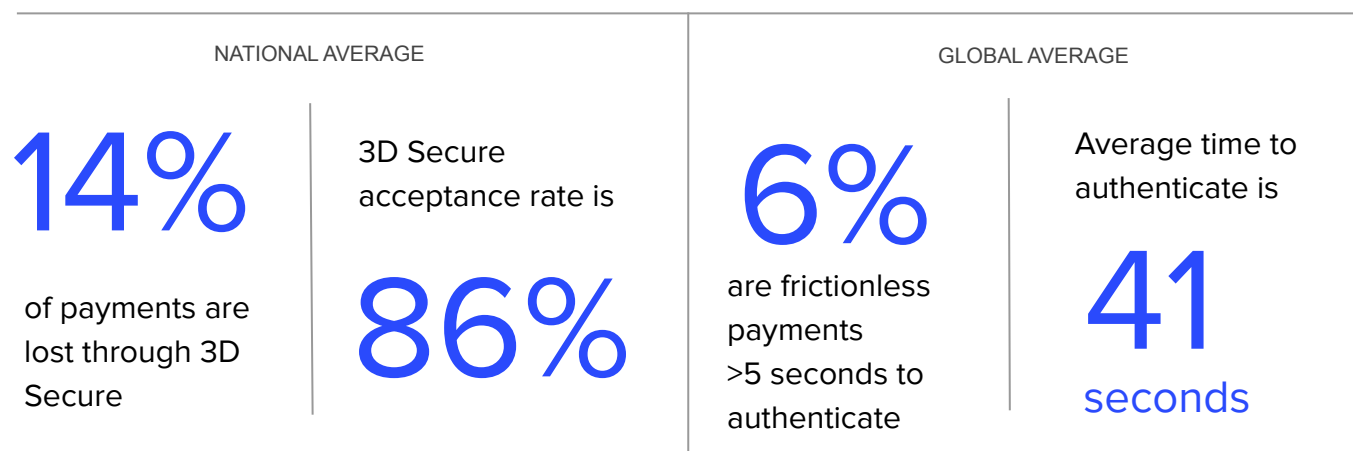 NATIONAL AVERAGE
14%
of payments are
lost through 3D
Secure
3D Secure
acceptance rate is
86%
GLOBAL AVERAGE
6%
are frictionless
payments
>5 seconds to
authenticate
Average time to
authenticate is
41
seconds